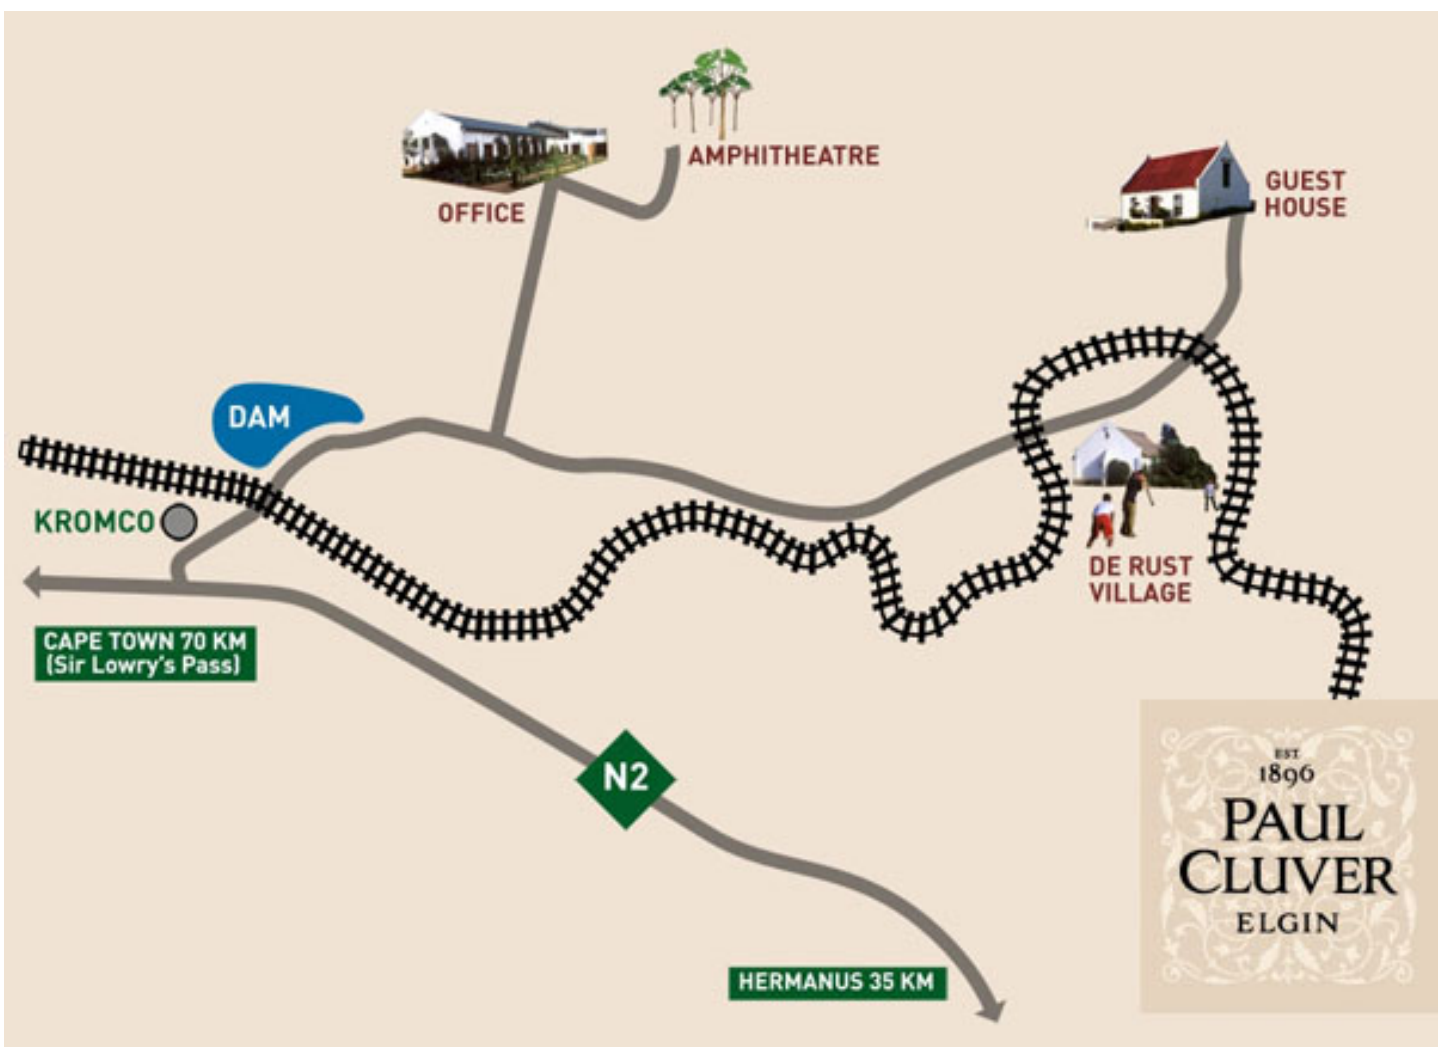 AMPHITHEATRE
OFFICE
GUEST
HOUSE
DAM
KROMCO
DE RUST
VILLAGE
CAPE TOWN 70 KM
(Sir Lowry's Pass)
N2
HERMANUS 35 KM
EST.
1896
PAUL
CLUVER
ELGIN